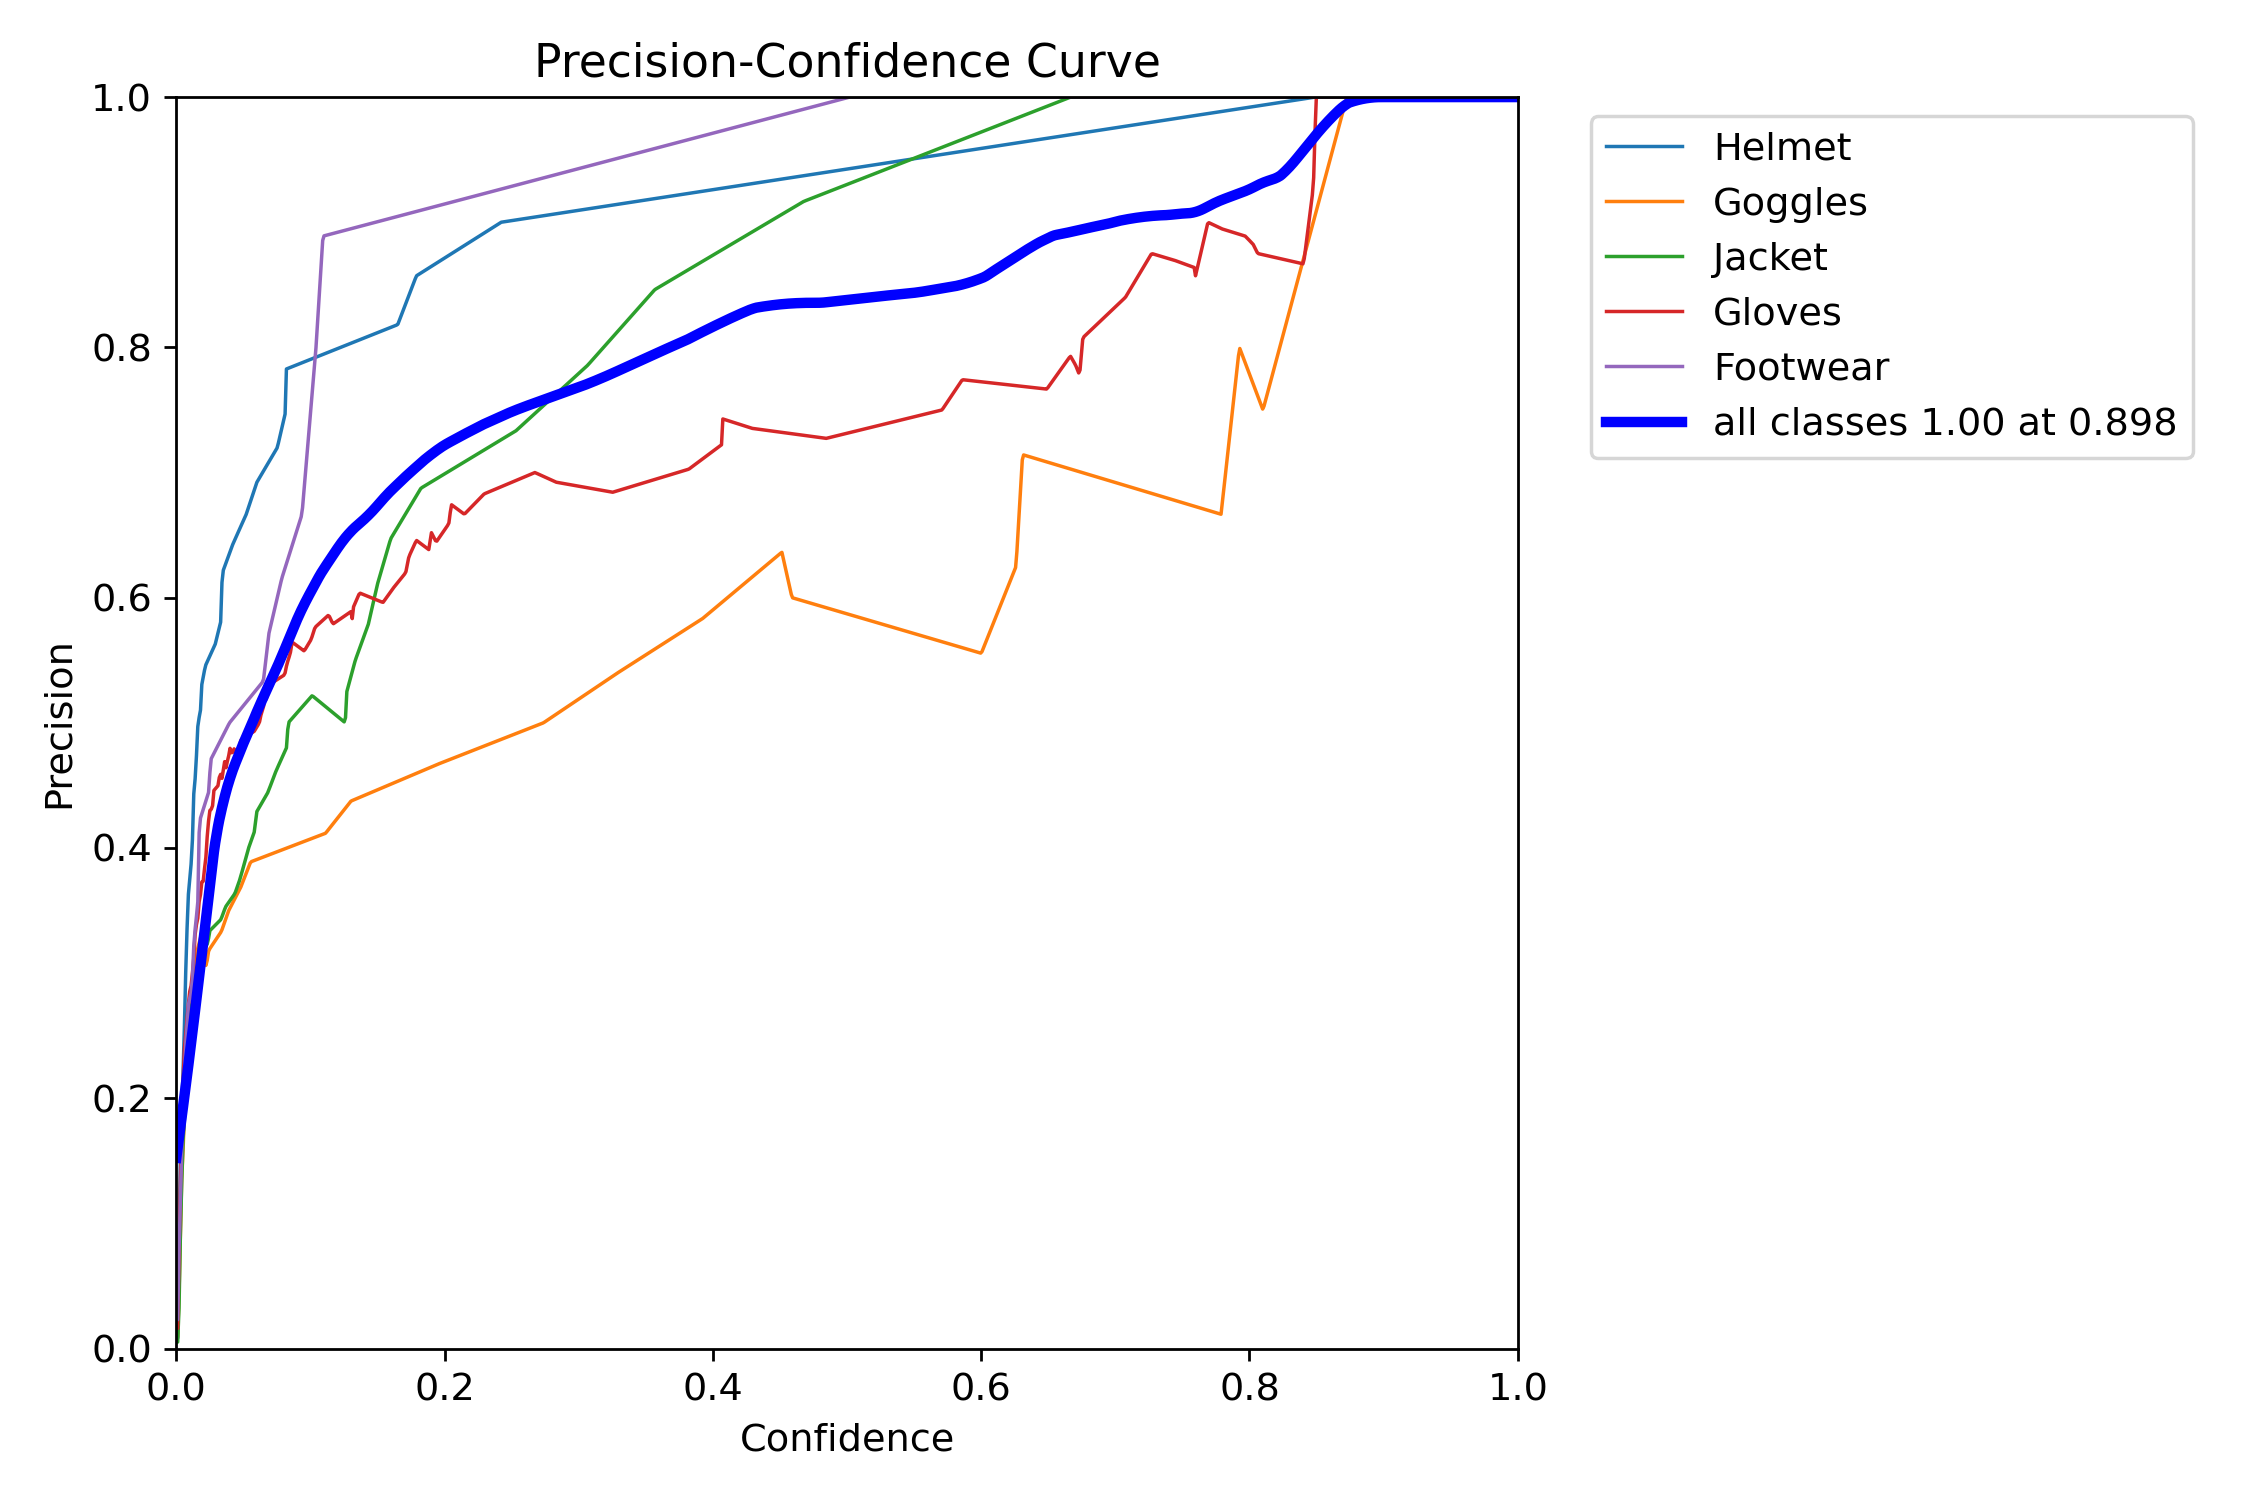 Precision-Confidence Curve
1.0
0.8
0.6
0.4
0.2
0.0
Precision
0.0 0.2 0.4 0.6 0.8 1.0
Confidence
Helmet
Goggles
Jacket
Gloves
Footwear
all classes 1.00 at 0.898